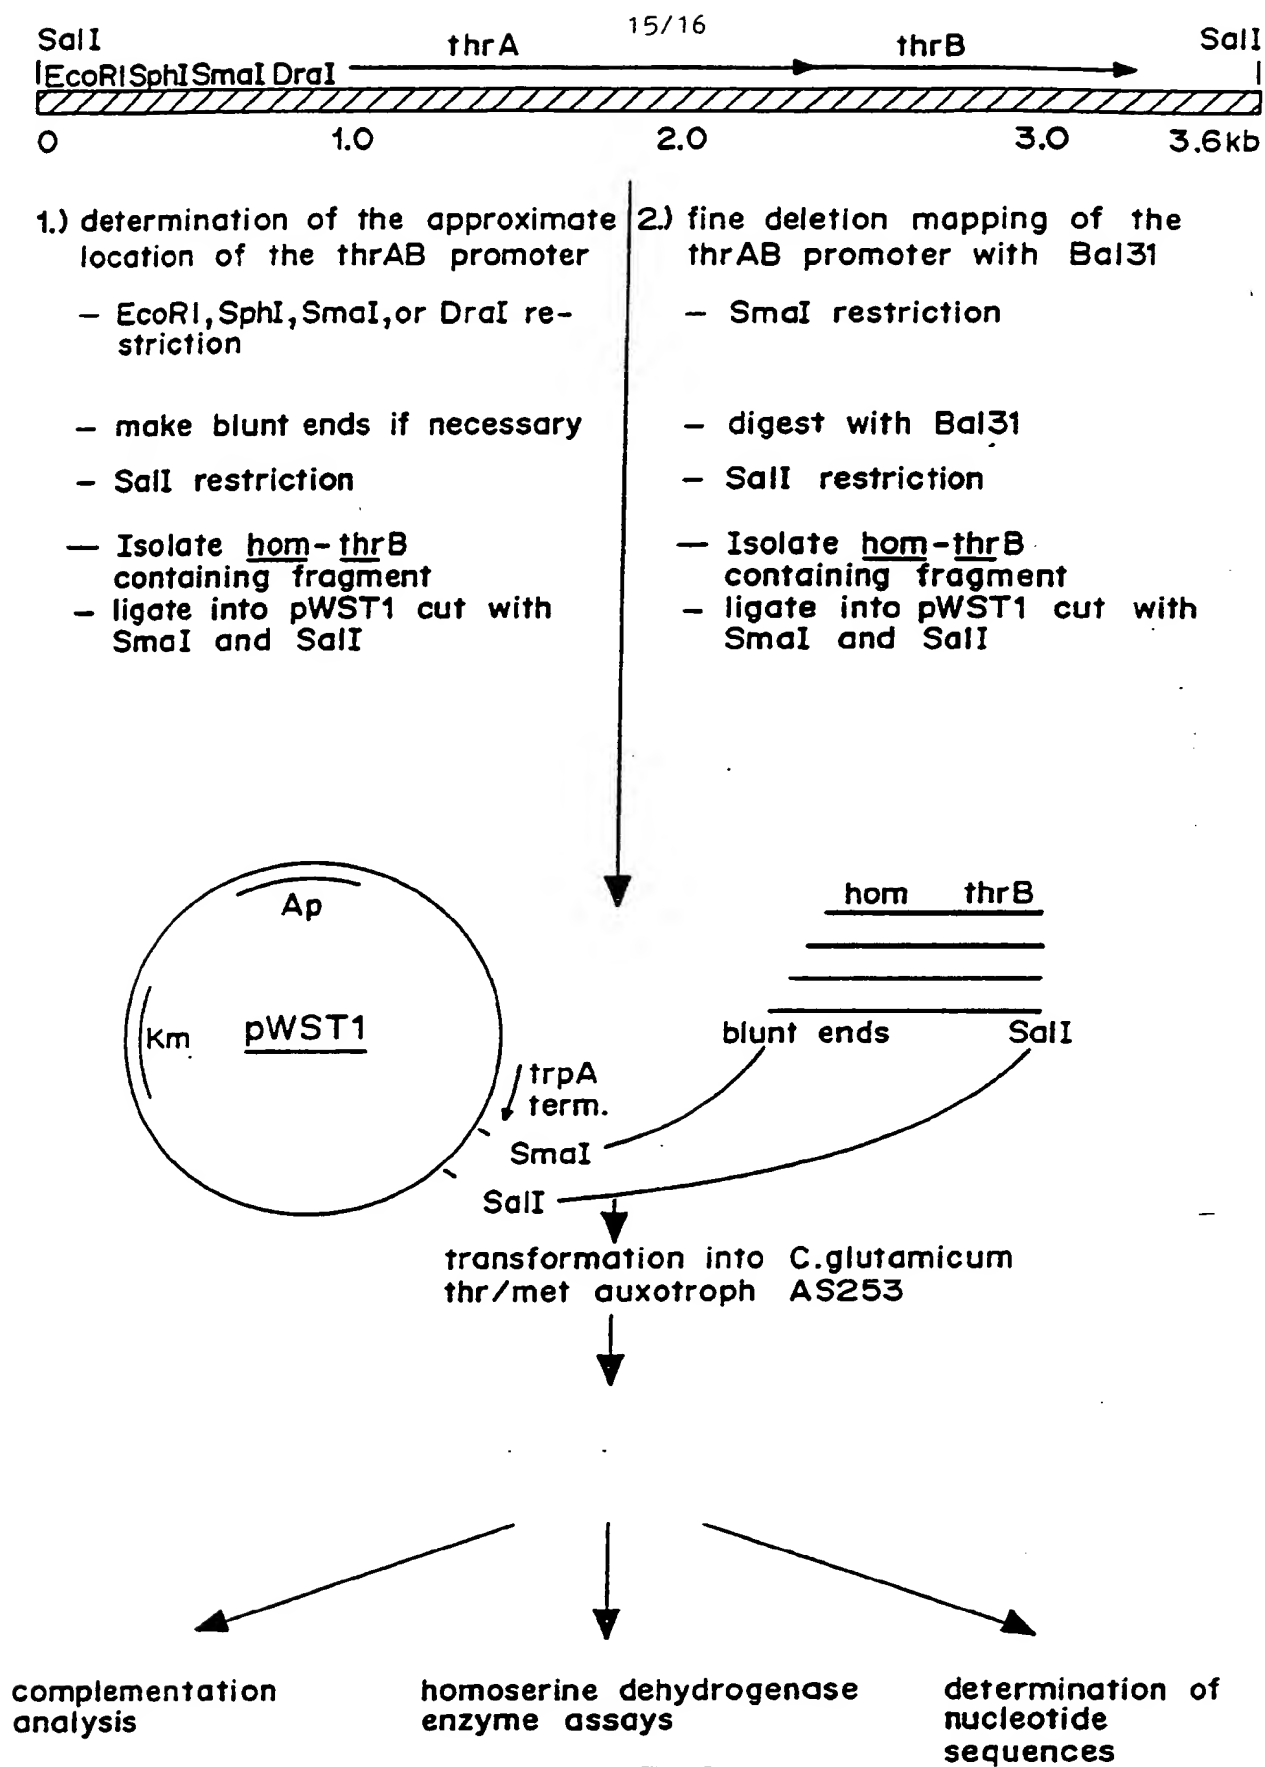 15/16
SalI thrA thrB SalI
EcoRI SphI SmaI DraI
0 1.0 2.0 3.0 3.6kb
1.) determination of the approximate
location of the thrAB promoter
– EcoRI, SphI, SmaI, or DraI re-
striction
– make blunt ends if necessary
– SalI restriction
— Isolate hom-thrB
containing fragment
– ligate into pWST1 cut with
SmaI and SalI
2.) fine deletion mapping of the
thrAB promoter with Bal31
– SmaI restriction
– digest with Bal31
– SalI restriction
— Isolate hom-thrB
containing fragment
– ligate into pWST1 cut with
SmaI and SalI
Ap
Km
pWST1
trpA
term.
SmaI
SalI
hom thrB
blunt ends SalI
transformation into C.glutamicum
thr/met auxotroph AS253
complementation
analysis
homoserine dehydrogenase
enzyme assays
determination of
nucleotide
sequences